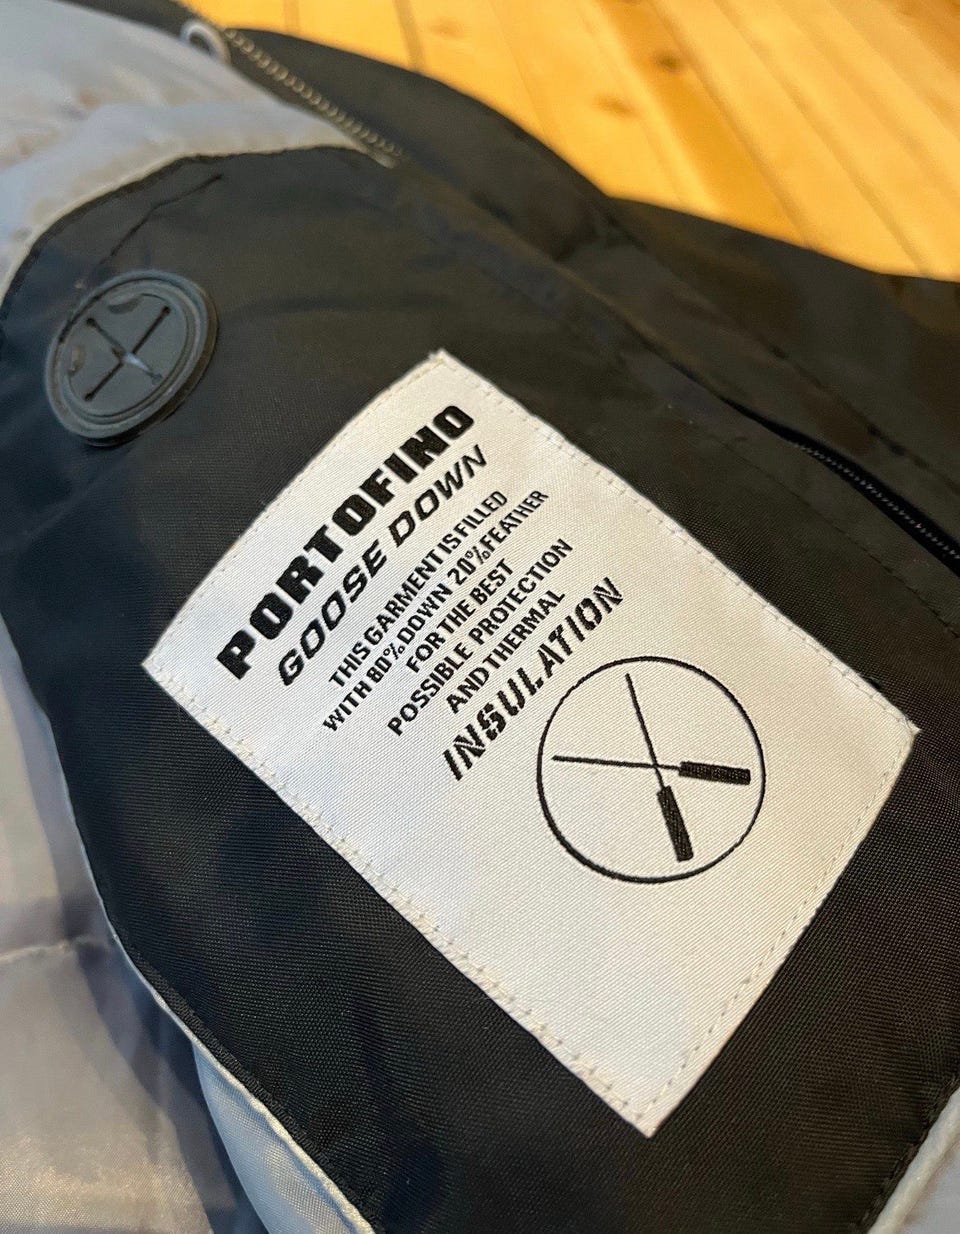 PORTOFINO
GOOSE DOWN
THIS GARMENT IS FILLED
WITH 80% DOWN 20% FEATHER
FOR THE BEST
POSSIBLE PROTECTION
AND THERMAL
INSULATION